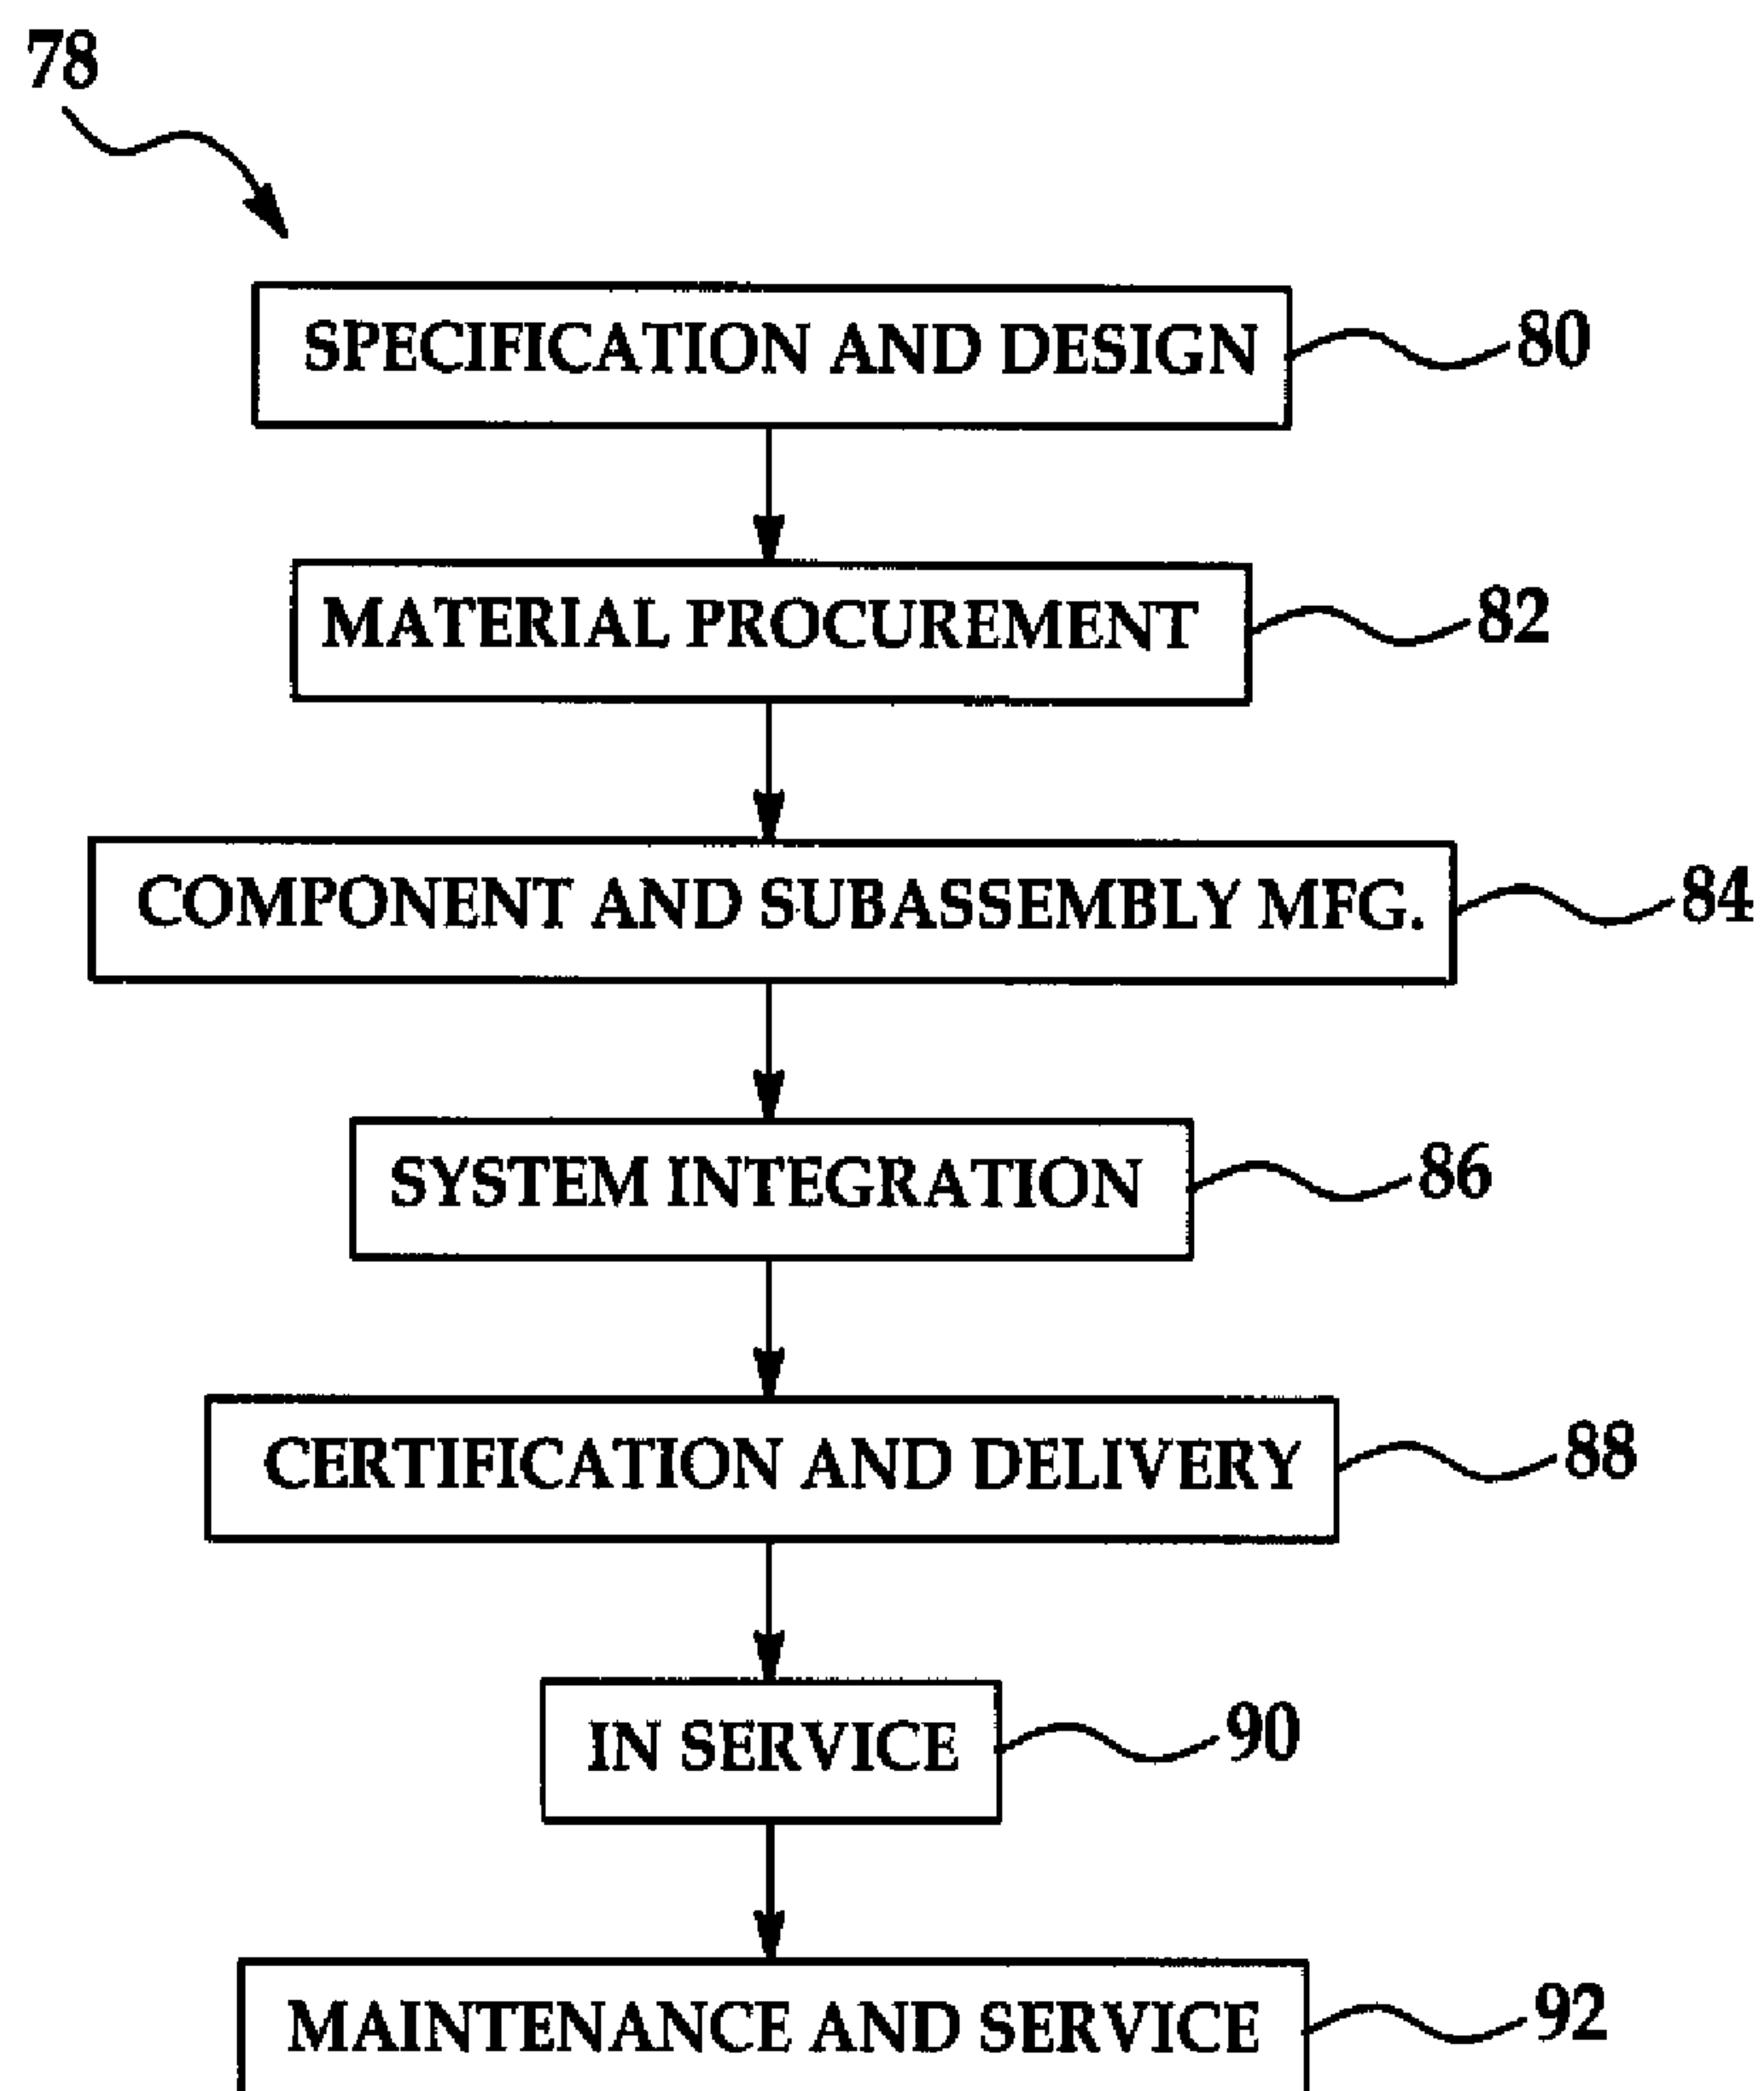 78
SPECIFICATION AND DESIGN 80
MATERIAL PROCUREMENT 82
COMPONENT AND SUBASSEMBLY MFG. 84
SYSTEM INTEGRATION 86
CERTIFICATION AND DELIVERY 88
IN SERVICE 90
MAINTENANCE AND SERVICE 92